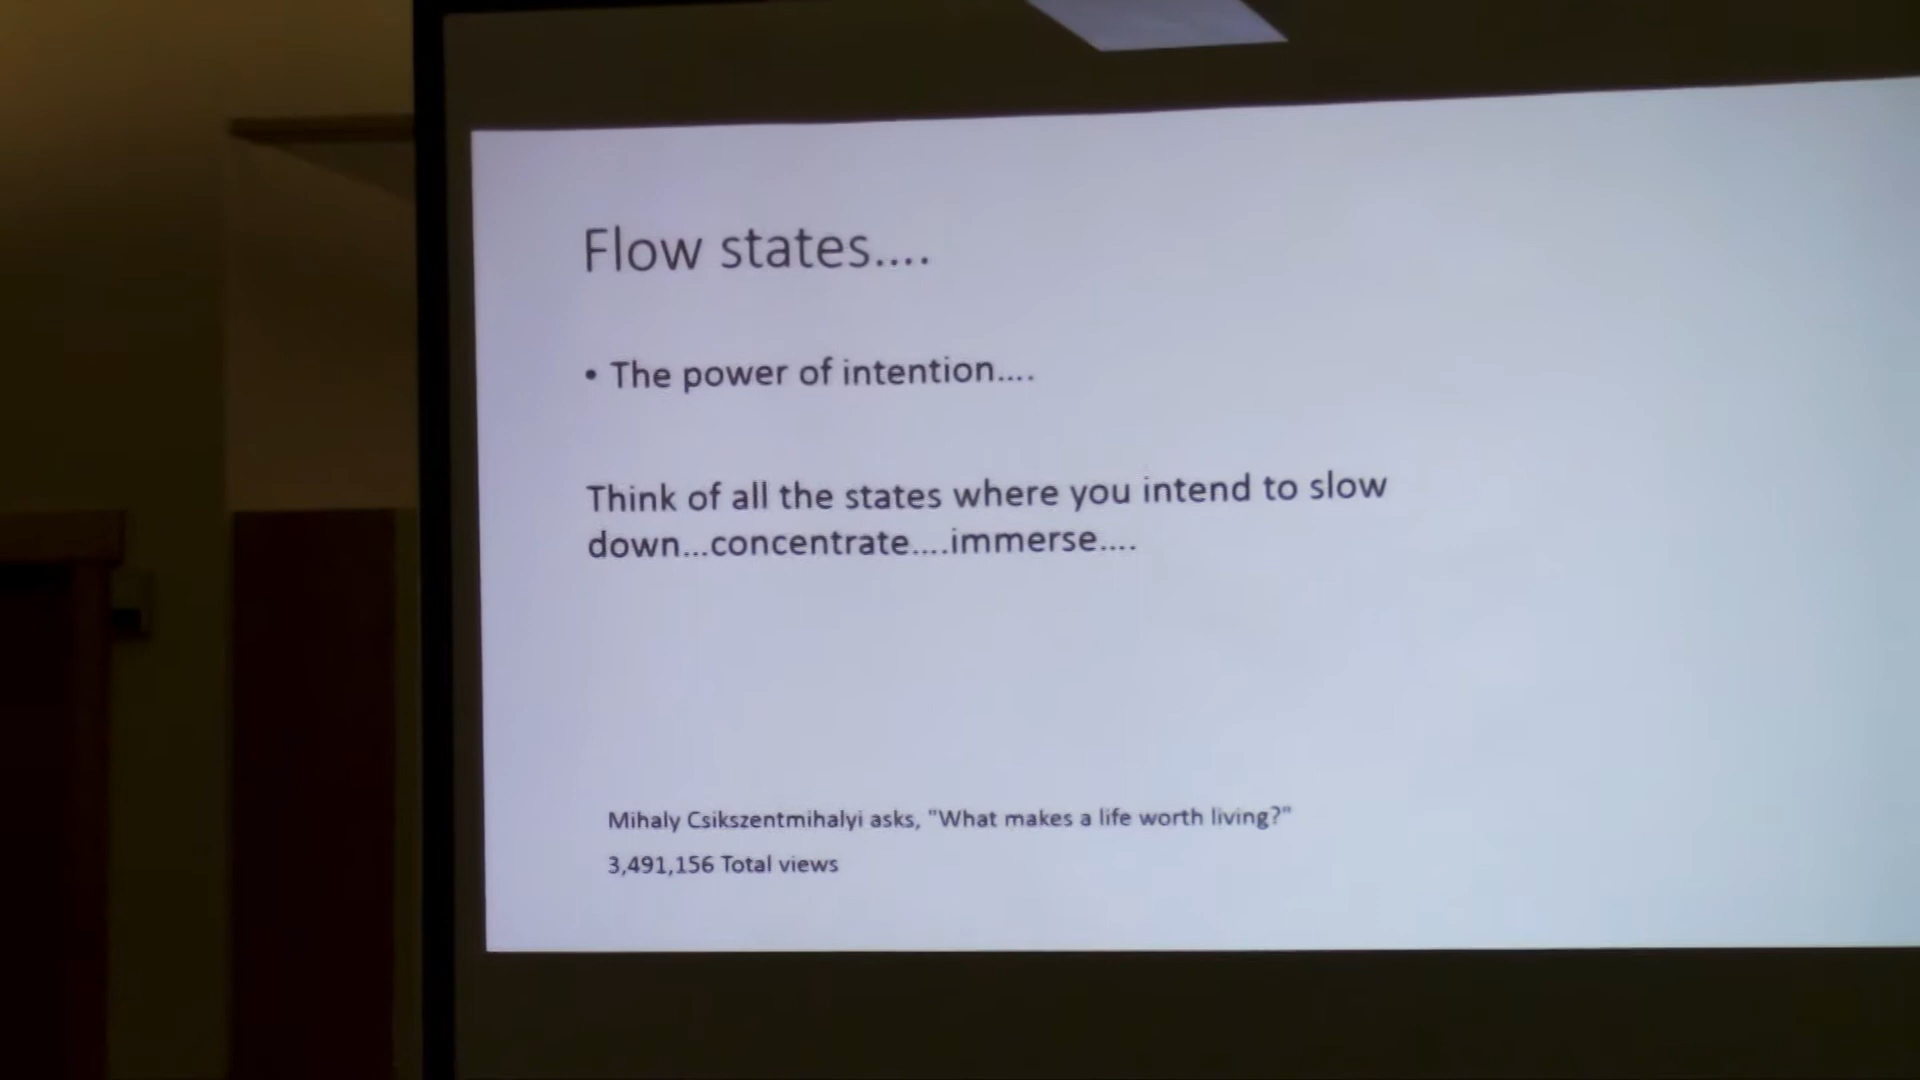 Flow states....
• The power of intention....
Think of all the states where you intend to slow
down...concentrate....immerse....
Mihaly Csikszentmihalyi asks, "What makes a life worth living?"
3,491,156 Total views